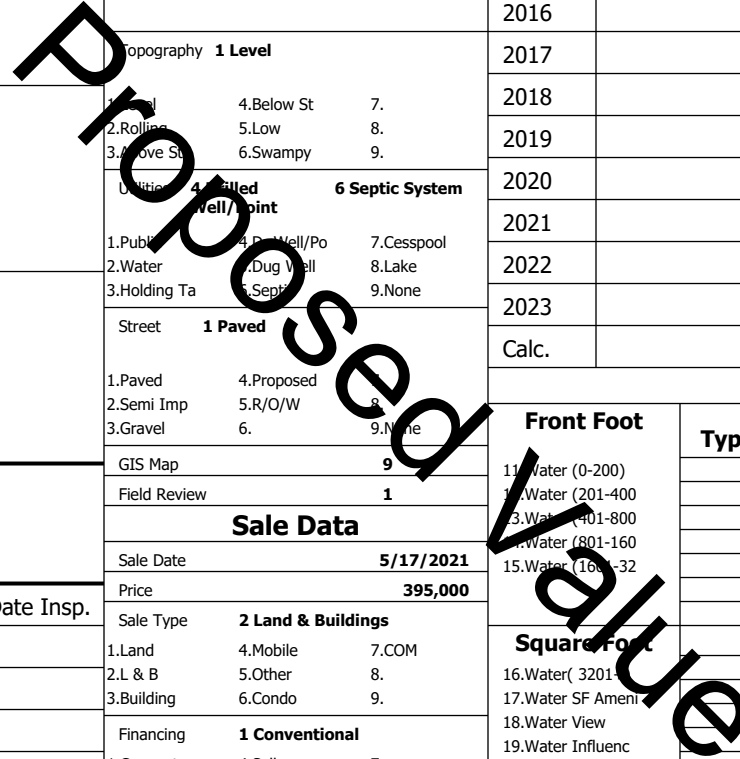 Topography 1 Level
1.Level 4.Below St 7.
2.Rolling 5.Low 8.
3.Above St 6.Swampy 9.
Utilities 4 Drilled 6 Septic System
Well/Point
1.Public 4.Dr Well/Po 7.Cesspool
2.Water 5.Dug Well 8.Lake
3.Holding Ta 6.Septic 9.None
Street 1 Paved
1.Paved 4.Proposed 7.
2.Semi Imp 5.R/O/W 8.
3.Gravel 6. 9.None
GIS Map 9
Field Review 1
Sale Data
Sale Date 5/17/2021
Price 395,000
Sale Type 2 Land & Buildings
1.Land 4.Mobile 7.COM
2.L & B 5.Other 8.
3.Building 6.Condo 9.
Financing 1 Conventional
Date Insp.
2016
2017
2018
2019
2020
2021
2022
2023
Calc.
Front Foot
Typ
11.Water (0-200)
12.Water (201-400
13.Water (401-800
14.Water (801-160
15.Water (1601-32
Square Foot
16.Water( 3201-
17.Water SF Ameni
18.Water View
19.Water Influenc
Proposed Value